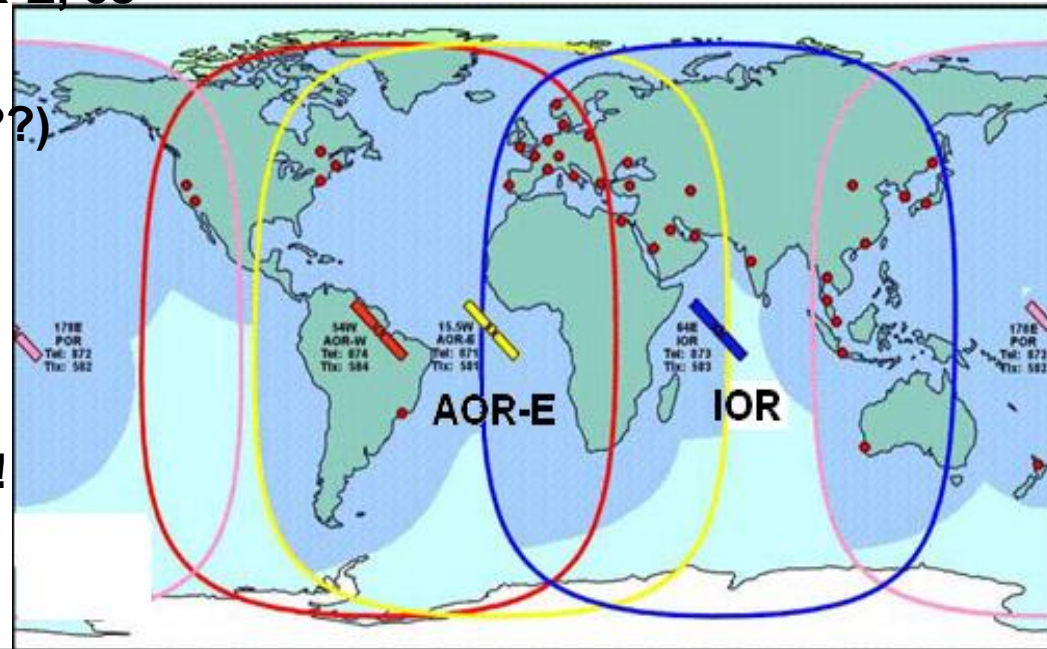 ??)
!
178E
POR
Tel: 872
Tlx: 582
54W
AOR-W
Tel: 874
Tlx: 584
15.5W
AOR-E
Tel: 871
Tlx: 581
64E
IOR
Tel: 873
Tlx: 583
178E
POR
Tel: 872
Tlx: 582
AOR-E
IOR